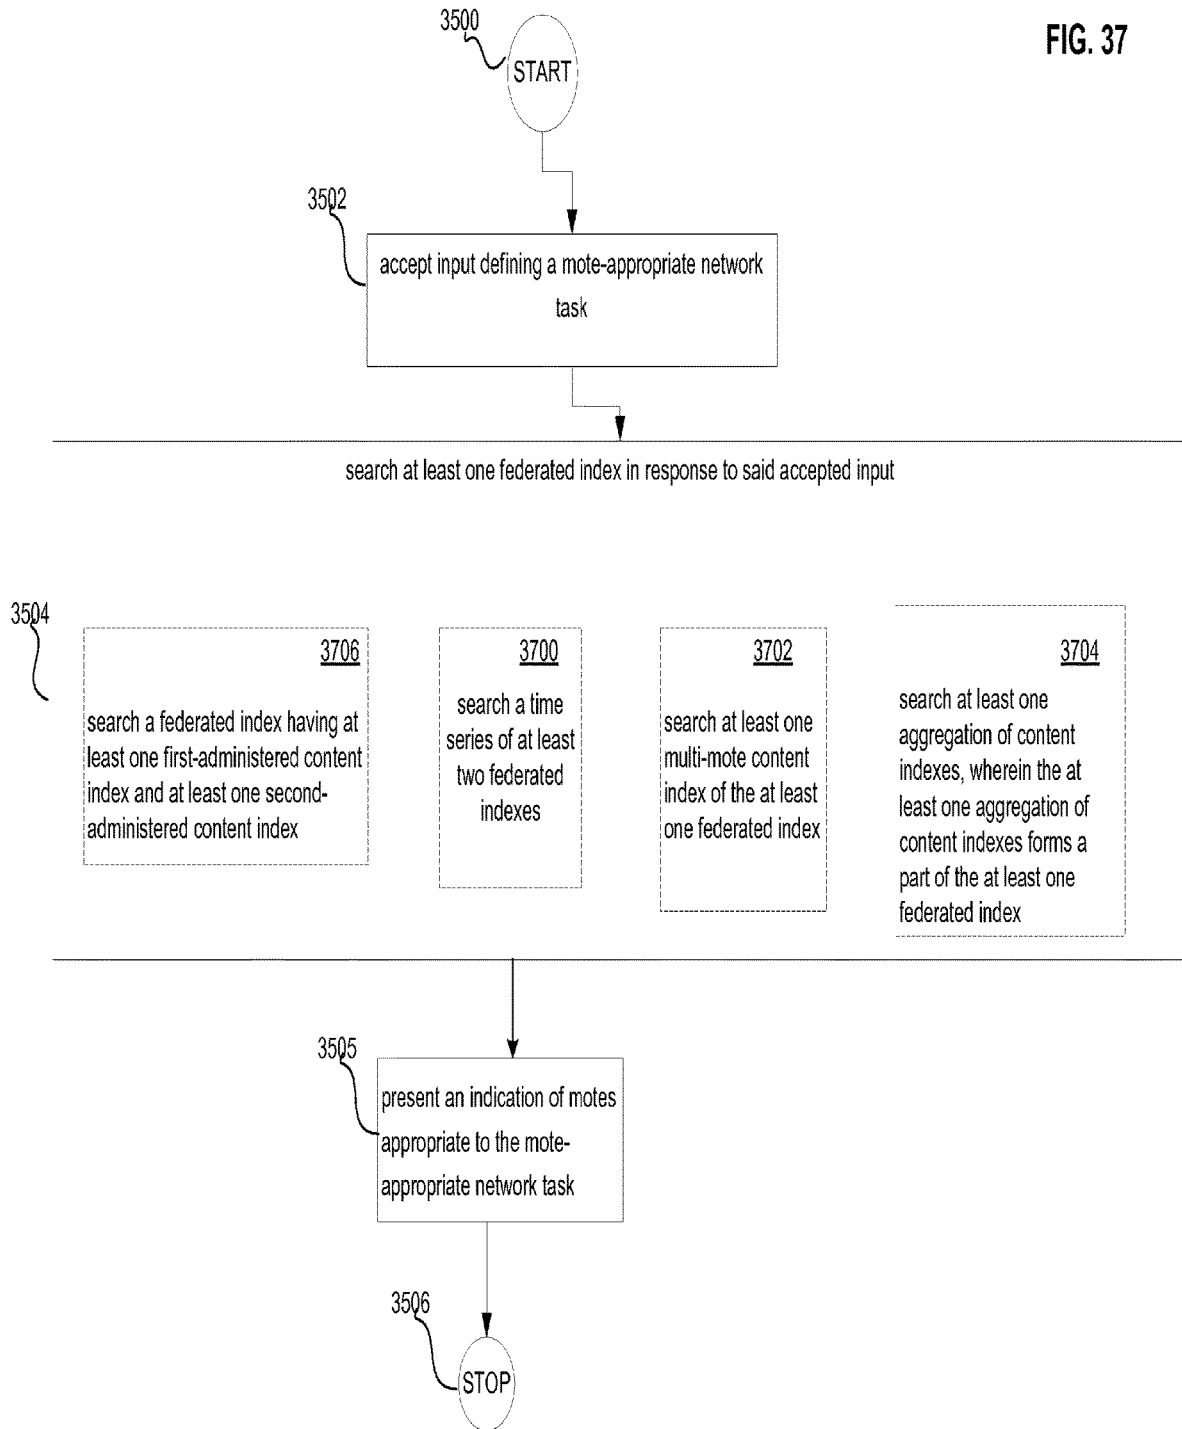 3500
FIG. 37
START
3502
accept input defining a mote-appropriate network
task
search at least one federated index in response to said accepted input
3504
3706
search a federated index having at
least one first-administered content
index and at least one second-
administered content index
3700
search a time
series of at least
two federated
indexes
3702
search at least one
multi-mote content
index of the at least
one federated index
3704
search at least one
aggregation of content
indexes, wherein the at
least one aggregation of
content indexes forms a
part of the at least one
federated index
3505
present an indication of motes
appropriate to the mote-
appropriate network task
3506
STOP